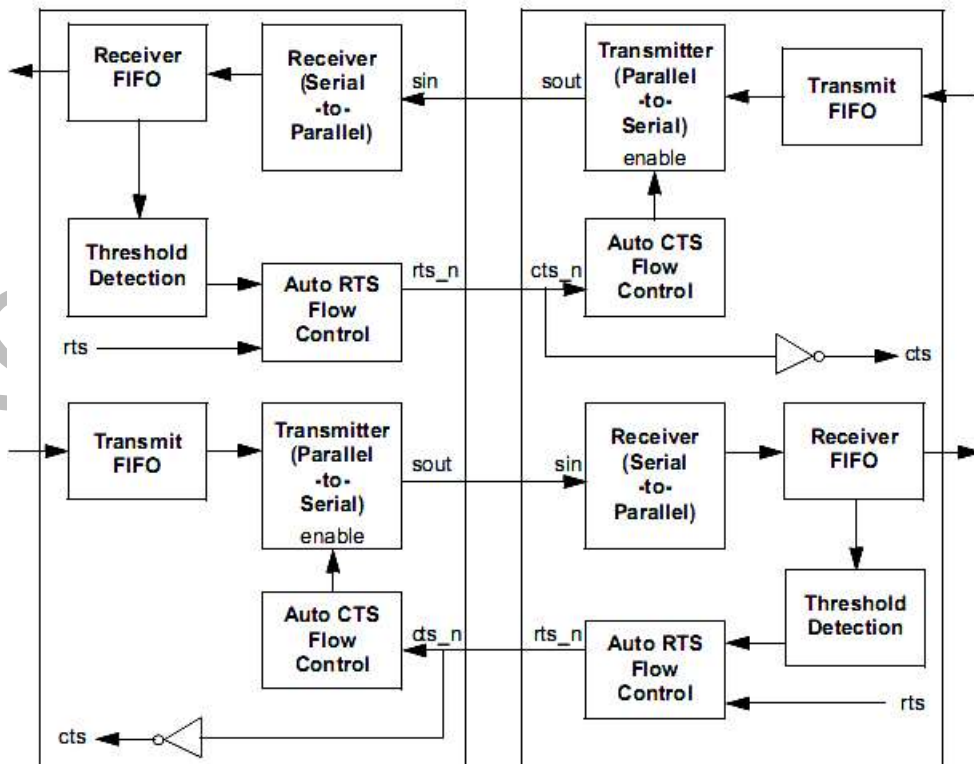 Receiver
FIFO
Receiver
(Serial
-to-
Parallel)
sin
sout
Transmitter
(Parallel
-to-
Serial)
enable
Transmit
FIFO
Threshold
Detection
Auto RTS
Flow
Control
rts_n
cts_n
Auto CTS
Flow
Control
rts
cts
Transmit
FIFO
Transmitter
(Parallel
-to-
Serial)
enable
sout
sin
Receiver
(Serial
-to-
Parallel)
Receiver
FIFO
Auto CTS
Flow
Control
cts_n
rts_n
Auto RTS
Flow
Control
Threshold
Detection
rts
cts